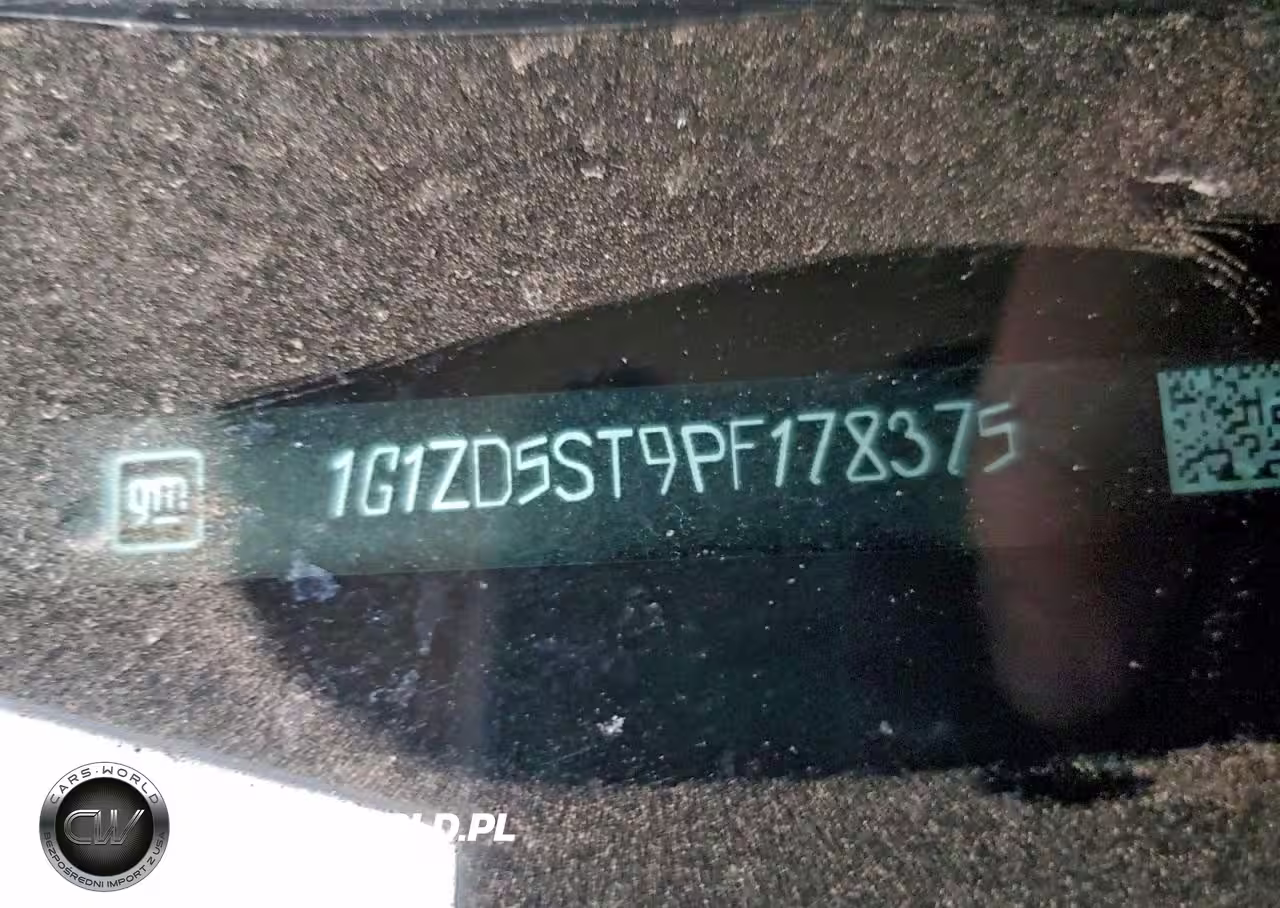 gm 1G1ZD5ST9PF178375
CARS·WORLD
CW
BEZPOŚREDNI IMPORT Z USA
LD.PL